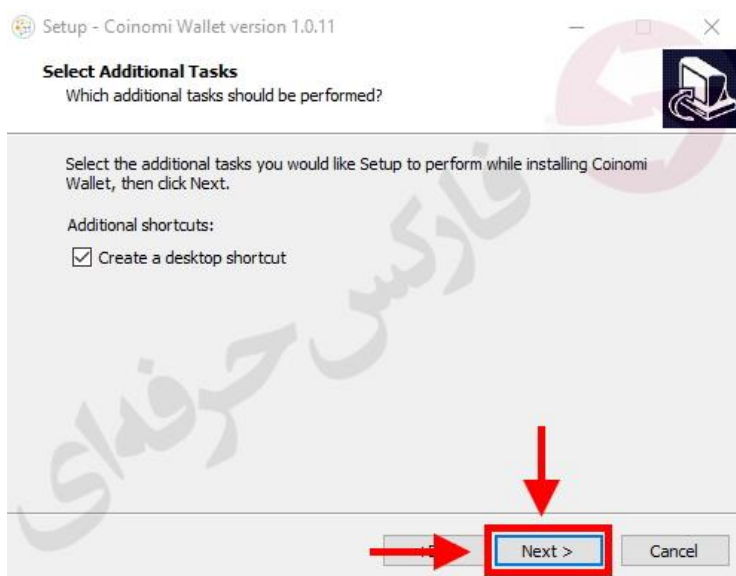 Setup - Coinomi Wallet version 1.0.11
Select Additional Tasks
Which additional tasks should be performed?
Select the additional tasks you would like Setup to perform while installing Coinomi
Wallet, then click Next.
Additional shortcuts:
Create a desktop shortcut
فارکس حرفه‌ای
Next >
Cancel